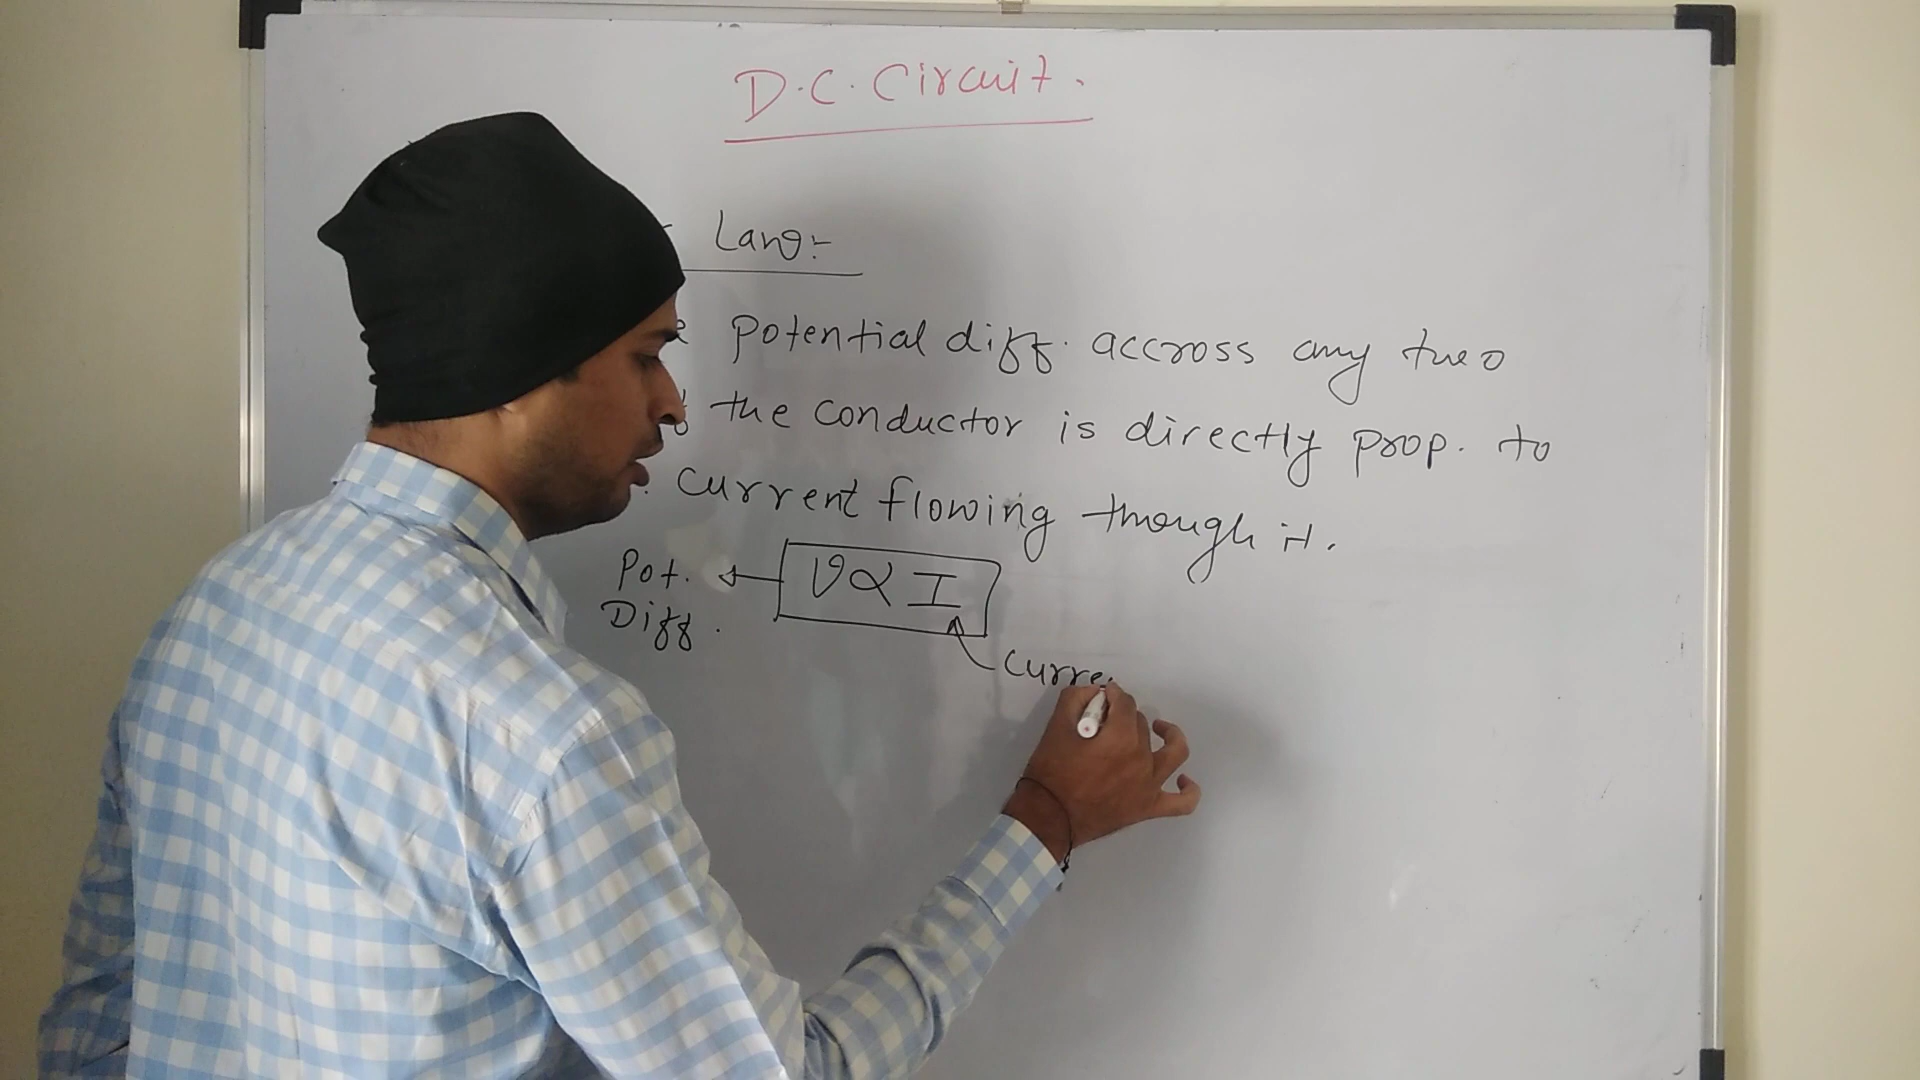 D.C. Circuit.
Law:-
Potential diff. accross any two
the conductor is directly prop. to
current flowing through it.
Pot.
Diff.
V∝I
Curre